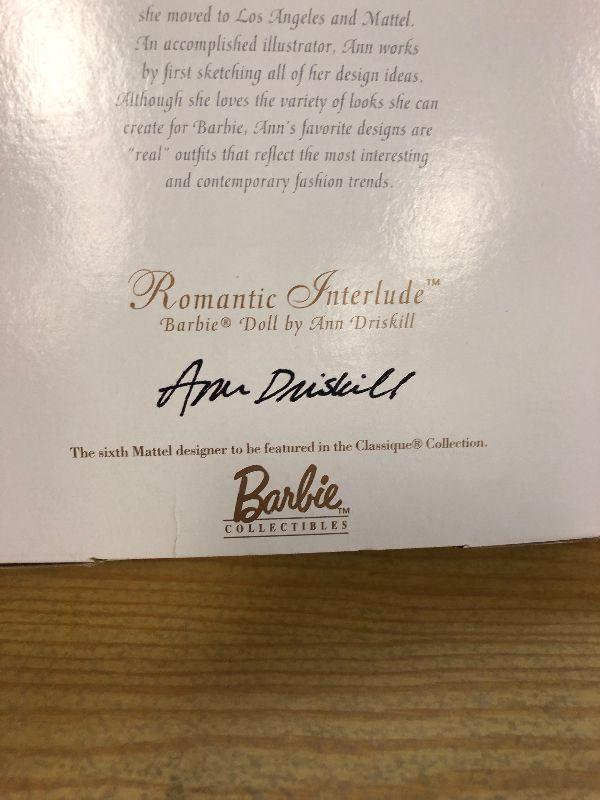 she moved to Los Angeles and Mattel.
An accomplished illustrator, Ann works
by first sketching all of her design ideas.
Although she loves the variety of looks she can
create for Barbie, Ann's favorite designs are
"real" outfits that reflect the most interesting
and contemporary fashion trends.
Romantic Interlude™
Barbie® Doll by Ann Driskill
Ann Driskill
The sixth Mattel designer to be featured in the Classique® Collection.
Barbie™
COLLECTIBLES